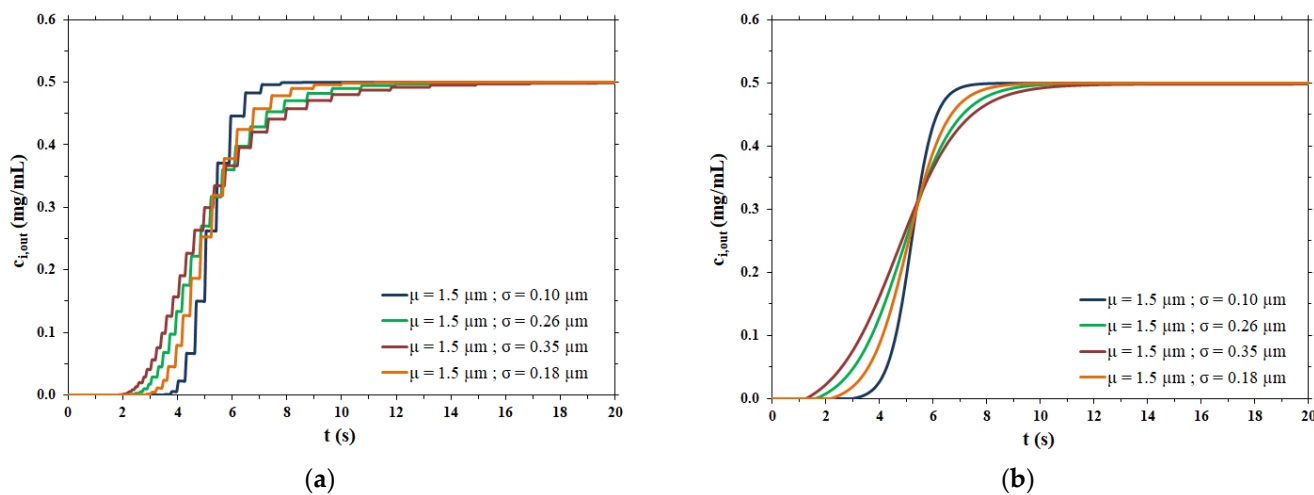 0.6
0.5
0.4
0.3
0.2
0.1
0.0
c_i,out (mg/mL)
0 2 4 6 8 10 12 14 16 18 20
t (s)
μ = 1.5 μm ; σ = 0.10 μm
μ = 1.5 μm ; σ = 0.26 μm
μ = 1.5 μm ; σ = 0.35 μm
μ = 1.5 μm ; σ = 0.18 μm
(a)
0.6
0.5
0.4
0.3
0.2
0.1
0.0
c_i,out (mg/mL)
0 2 4 6 8 10 12 14 16 18 20
t (s)
μ = 1.5 μm ; σ = 0.10 μm
μ = 1.5 μm ; σ = 0.26 μm
μ = 1.5 μm ; σ = 0.35 μm
μ = 1.5 μm ; σ = 0.18 μm
(b)